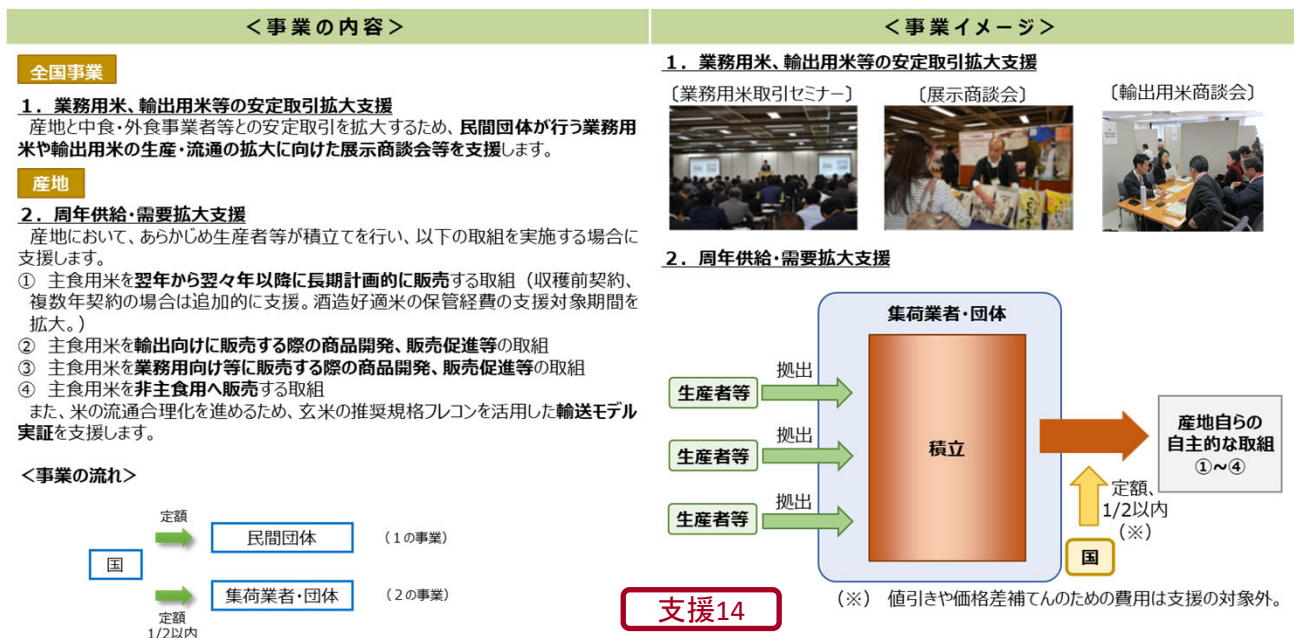 ＜事業の内容＞
全国事業
１．業務用米、輸出用米等の安定取引拡大支援
産地と中食・外食事業者等との安定取引を拡大するため、民間団体が行う業務用
米や輸出用米の生産・流通の拡大に向けた展示商談会等を支援します。
産地
２．周年供給・需要拡大支援
産地において、あらかじめ生産者等が積立てを行い、以下の取組を実施する場合に
支援します。
① 主食用米を翌年から翌々年以降に長期計画的に販売する取組（収穫前契約、
複数年契約の場合は追加的に支援。酒造好適米の保管経費の支援対象期間を
拡大。）
② 主食用米を輸出向けに販売する際の商品開発、販売促進等の取組
③ 主食用米を業務用向け等に販売する際の商品開発、販売促進等の取組
④ 主食用米を非主食用へ販売する取組
また、米の流通合理化を進めるため、玄米の推奨規格フレコンを活用した輸送モデル
実証を支援します。
＜事業の流れ＞
国
定額
民間団体
（１の事業）
集荷業者・団体
（２の事業）
定額
1/2以内
＜事業イメージ＞
１．業務用米、輸出用米等の安定取引拡大支援
〔業務用米取引セミナー〕
〔展示商談会〕
〔輸出用米商談会〕
２．周年供給・需要拡大支援
集荷業者・団体
生産者等
拠出
生産者等
拠出
生産者等
拠出
積立
産地自らの
自主的な取組
①～④
定額、
1/2以内
（※）
国
（※） 値引きや価格差補てんのための費用は支援の対象外。
支援14